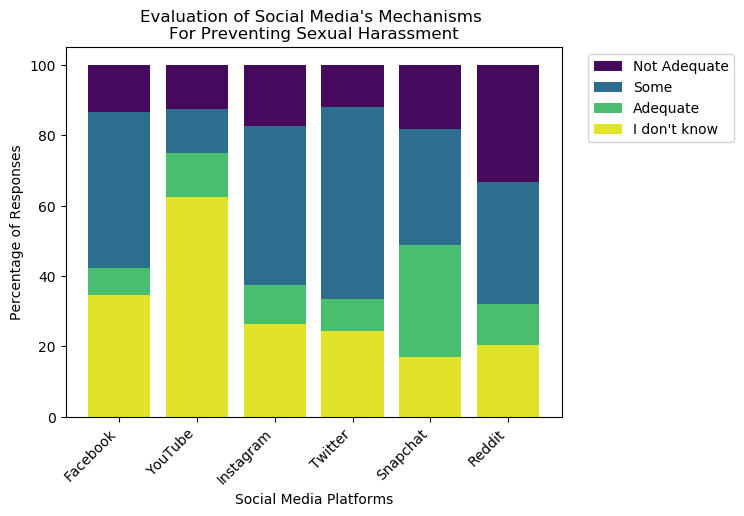 Evaluation of Social Media's Mechanisms
For Preventing Sexual Harassment
Percentage of Responses
100
80
60
40
20
0
Facebook
YouTube
Instagram
Twitter
Snapchat
Reddit
Social Media Platforms
Not Adequate
Some
Adequate
I don't know